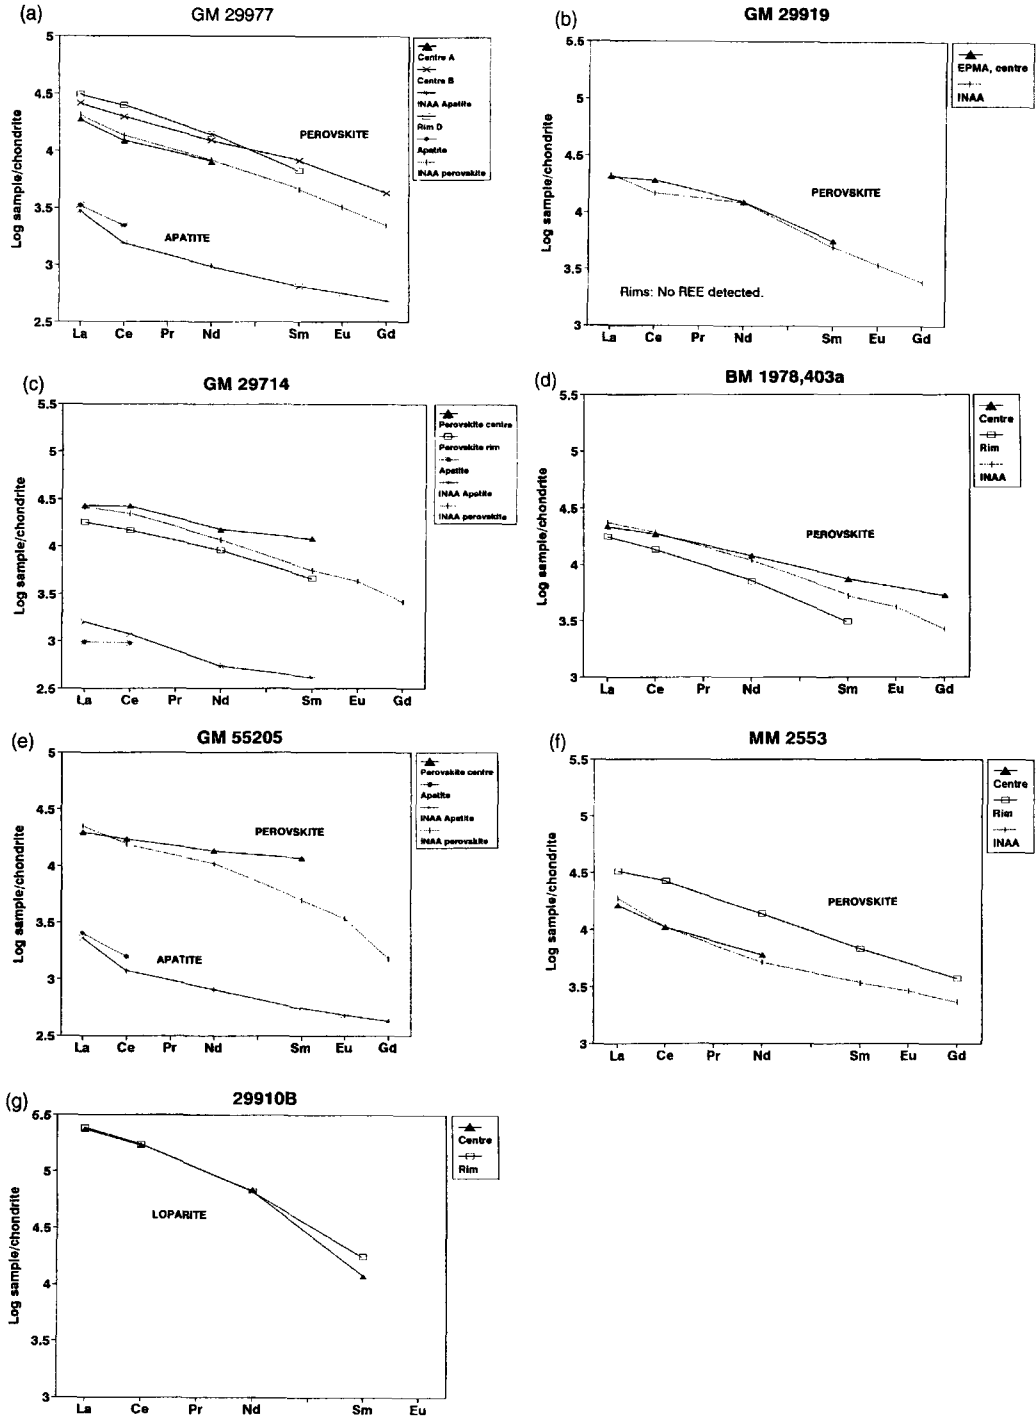 (a)
GM 29977
Log sample/chondrite
5
4.5
4
3.5
3
2.5
La Ce Pr Nd Sm Eu Gd
PEROVSKITE
APATITE
Centre A
Centre B
INAA Apatite
Rim D
Apatite
INAA perovskite
(b)
GM 29919
Log sample/chondrite
5.5
5
4.5
4
3.5
3
La Ce Pr Nd Sm Eu Gd
PEROVSKITE
Rims: No REE detected.
EPMA, centre
INAA
(c)
GM 29714
Log sample/chondrite
5.5
5
4.5
4
3.5
3
2.5
La Ce Pr Nd Sm Eu Gd
Perovskite centre
Perovskite rim
Apatite
INAA Apatite
INAA perovskite
(d)
BM 1978,403a
Log sample/chondrite
5.5
5
4.5
4
3.5
3
La Ce Pr Nd Sm Eu Gd
PEROVSKITE
Centre
Rim
INAA
(e)
GM 55205
Log sample/chondrite
5
4.5
4
3.5
3
2.5
La Ce Pr Nd Sm Eu Gd
PEROVSKITE
APATITE
Perovskite centre
Apatite
INAA Apatite
INAA perovskite
(f)
MM 2553
Log sample/chondrite
5.5
5
4.5
4
3.5
3
La Ce Pr Nd Sm Eu Gd
PEROVSKITE
Centre
Rim
INAA
(g)
29910B
Log sample/chondrite
5.5
5
4.5
4
3.5
3
La Ce Pr Nd Sm Eu
LOPARITE
Centre
Rim